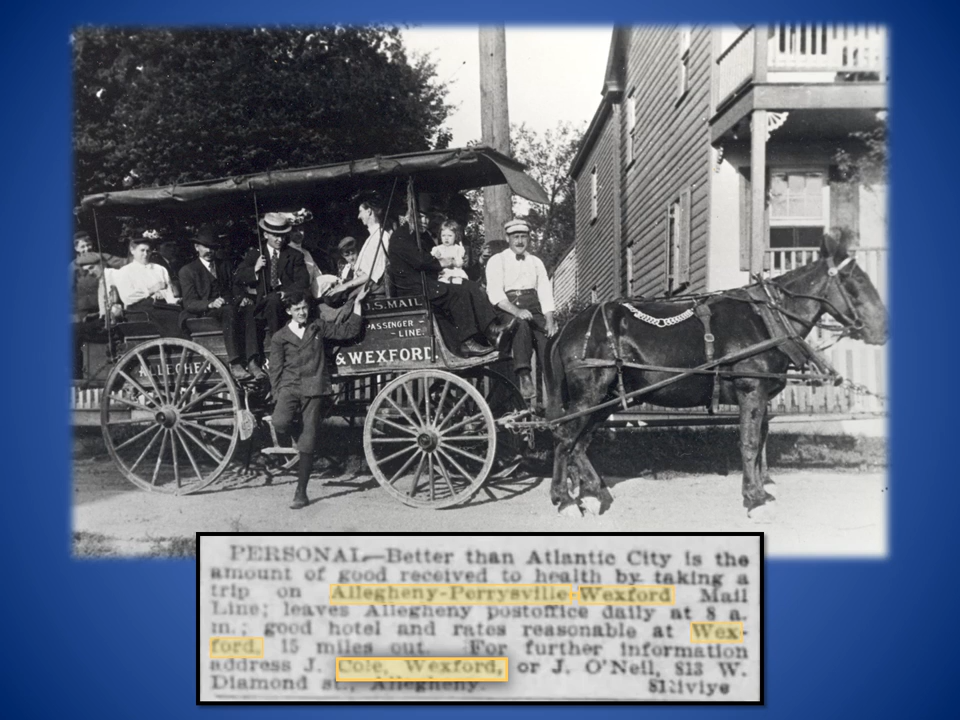 U.S. MAIL
PASSENGER
LINE.
ALLEGHENY
& WEXFORD.
PERSONAL—Better than Atlantic City is the
amount of good received to health by taking a
trip on Allegheny-Perrysville-Wexford Mail
Line; leaves Allegheny postoffice daily at 8 a.
m.; good hotel and rates reasonable at Wex-
ford, 15 miles out. For further information
address J. Cole, Wexford, or J. O'Neil, 813 W.
Diamond st., Allegheny.